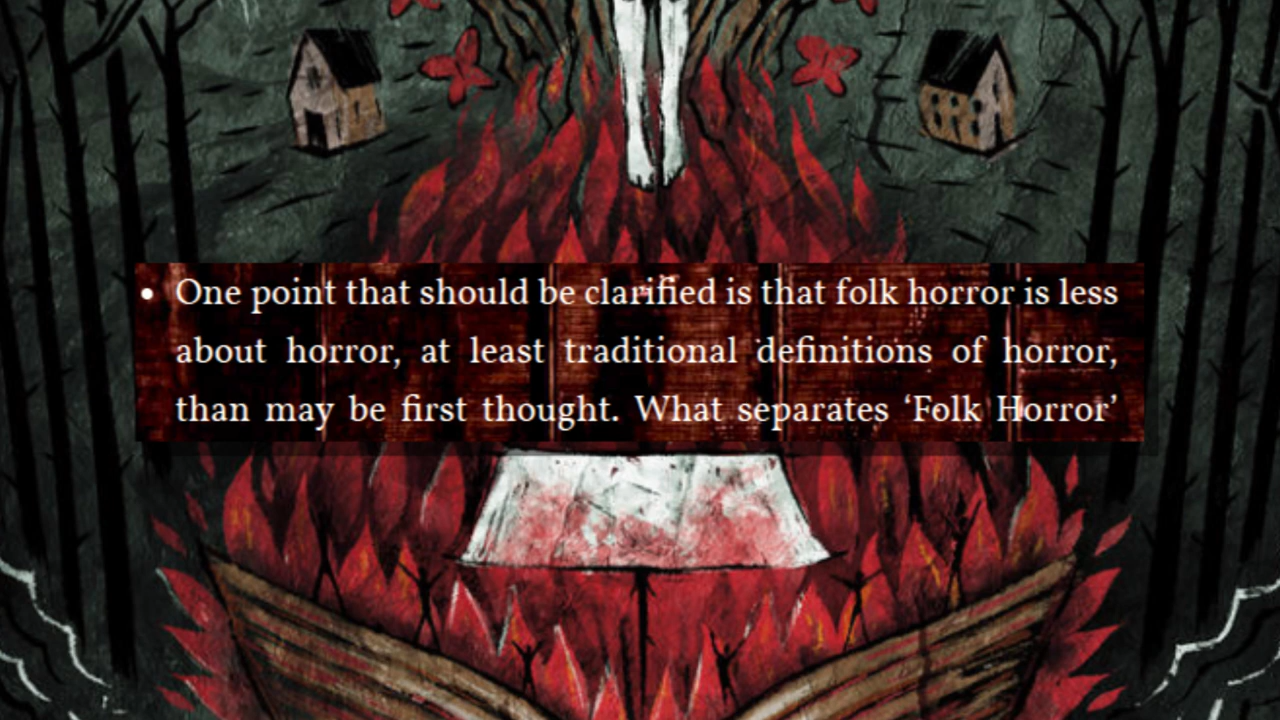 • One point that should be clarified is that folk horror is less
about horror, at least traditional definitions of horror,
than may be first thought. What separates ‘Folk Horror’